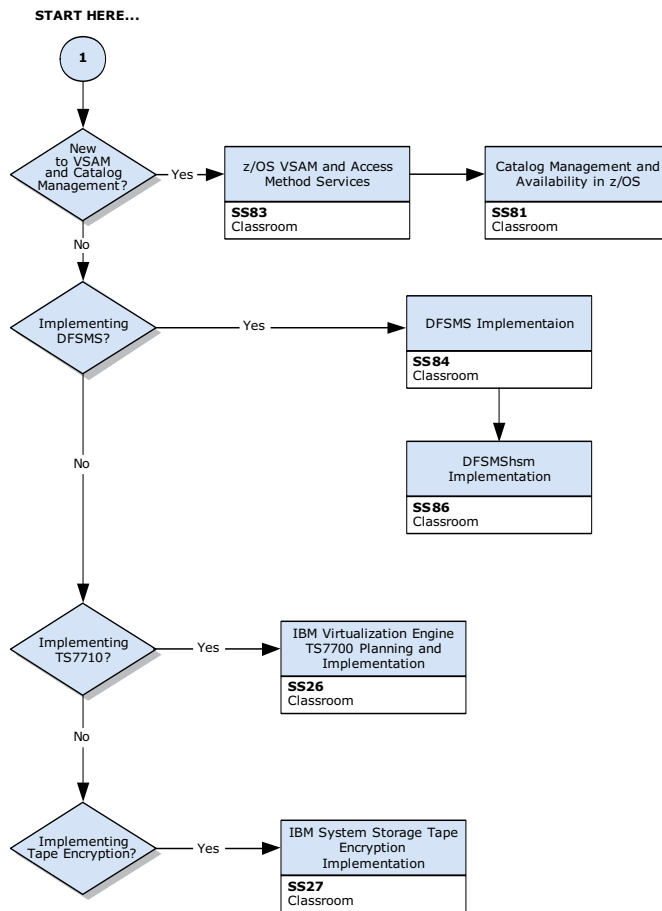 START HERE...
1
New
to VSAM
and Catalog
Management?
Yes
z/OS VSAM and Access
Method Services
SS83
Classroom
Catalog Management and
Availability in z/OS
SS81
Classroom
No
Implementing
DFSMS?
Yes
DFSMS Implementaion
SS84
Classroom
DFSMShsm
Implementation
SS86
Classroom
No
Implementing
TS7710?
Yes
IBM Virtualization Engine
TS7700 Planning and
Implementation
SS26
Classroom
No
Implementing
Tape Encryption?
Yes
IBM System Storage Tape
Encryption
Implementation
SS27
Classroom